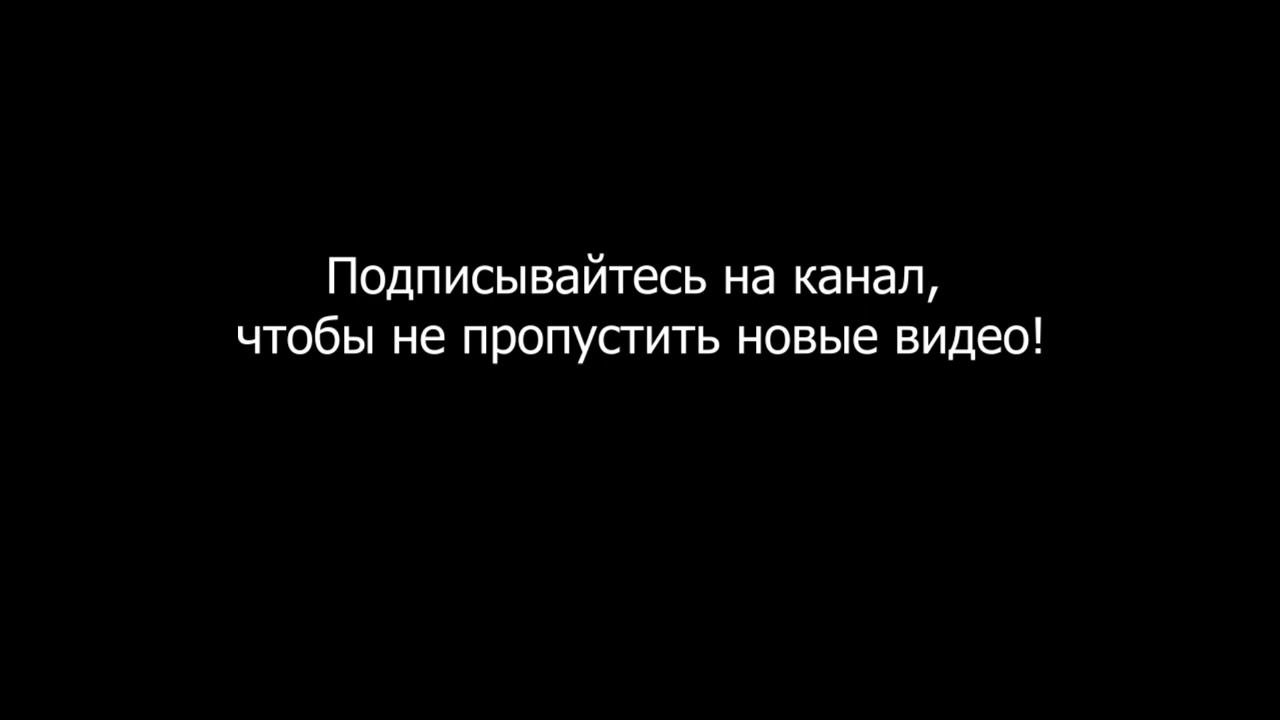 Подписывайтесь на канал,
чтобы не пропустить новые видео!